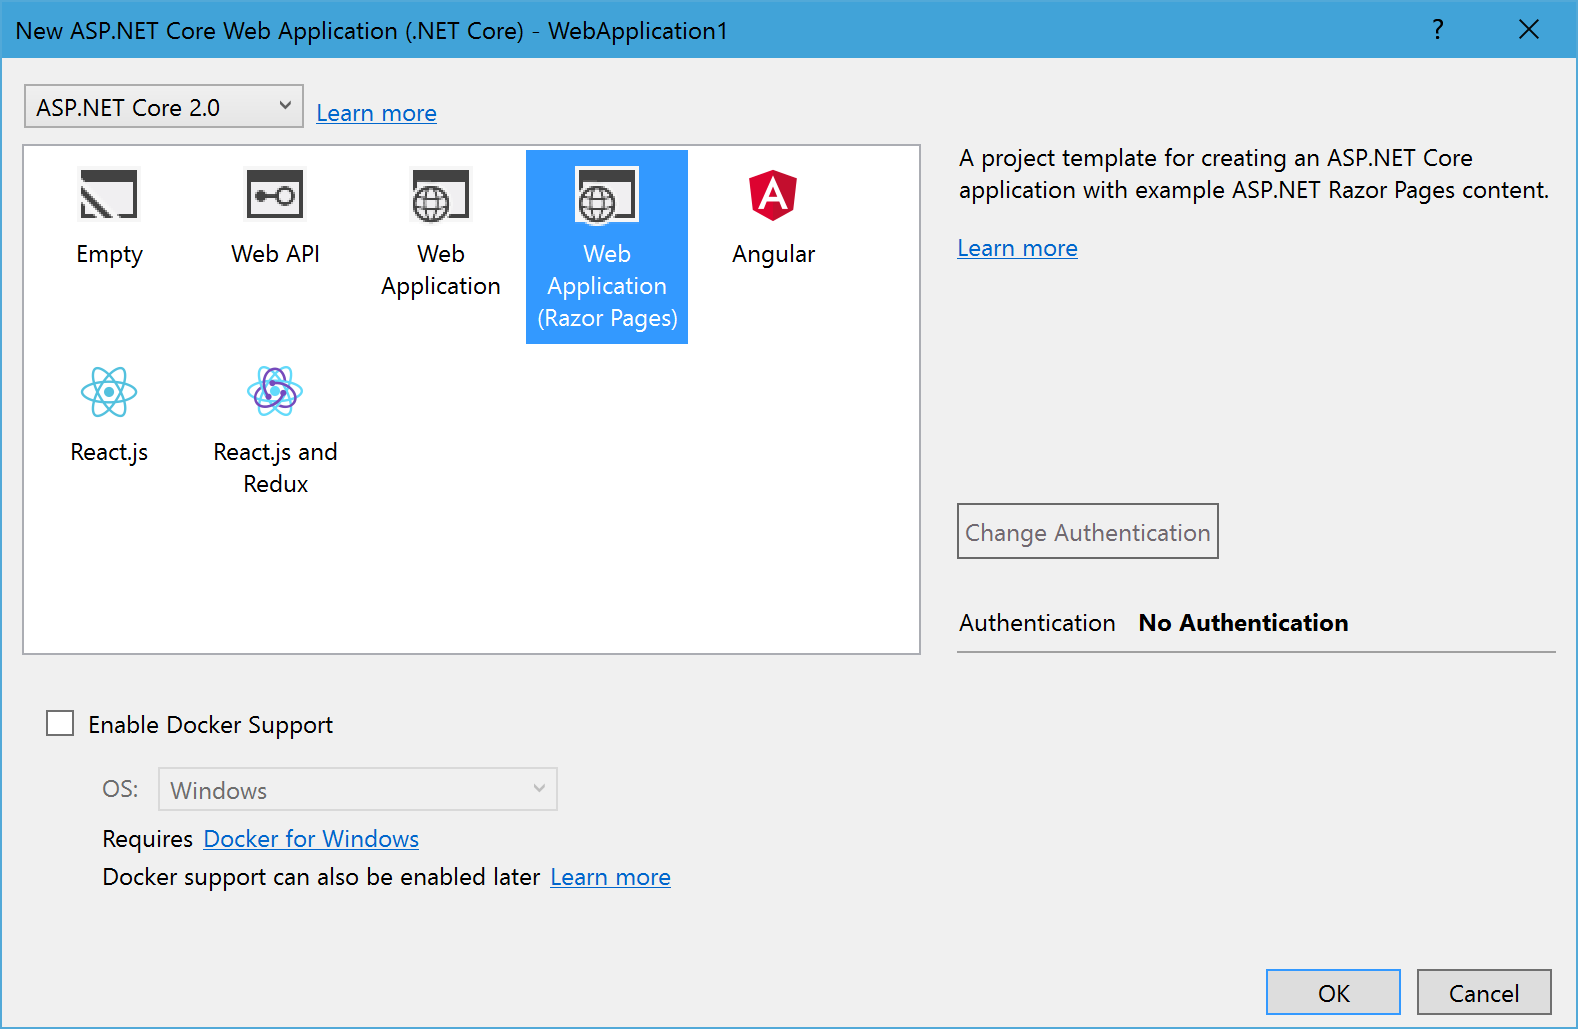 New ASP.NET Core Web Application (.NET Core) - WebApplication1
?
ASP.NET Core 2.0
Learn more
Empty
Web API
Web
Application
Web
Application
(Razor Pages)
Angular
React.js
React.js and
Redux
A project template for creating an ASP.NET Core
application with example ASP.NET Razor Pages content.
Learn more
Change Authentication
Authentication No Authentication
Enable Docker Support
OS: Windows
Requires Docker for Windows
Docker support can also be enabled later Learn more
OK
Cancel